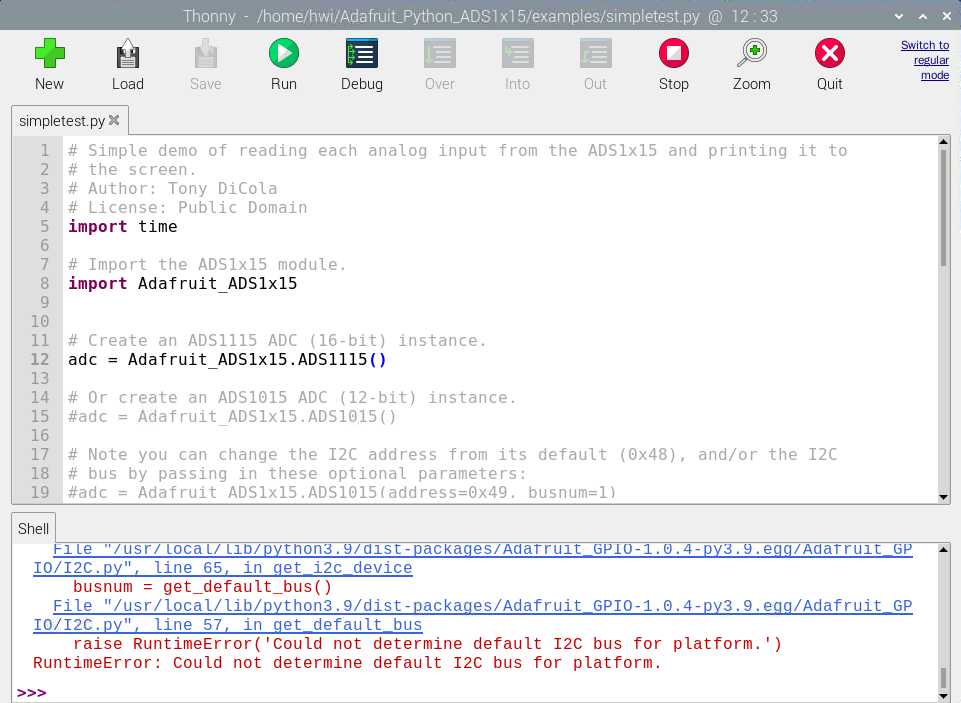 Thonny - /home/hwi/Adafruit_Python_ADS1x15/examples/simpletest.py @ 12 : 33
New Load Save Run Debug Over Into Out Stop Zoom Quit
Switch to
regular
mode
simpletest.py
1 # Simple demo of reading each analog input from the ADS1x15 and printing it to
2 # the screen.
3 # Author: Tony DiCola
4 # License: Public Domain
5 import time
6
7 # Import the ADS1x15 module.
8 import Adafruit_ADS1x15
9
10
11 # Create an ADS1115 ADC (16-bit) instance.
12 adc = Adafruit_ADS1x15.ADS1115()
13
14 # Or create an ADS1015 ADC (12-bit) instance.
15 #adc = Adafruit_ADS1x15.ADS1015()
16
17 # Note you can change the I2C address from its default (0x48), and/or the I2C
18 # bus by passing in these optional parameters:
19 #adc = Adafruit_ADS1x15.ADS1015(address=0x49, busnum=1)
Shell
File "/usr/local/lib/python3.9/dist-packages/Adafruit_GPIO-1.0.4-py3.9.egg/Adafruit_GP
IO/I2C.py", line 65, in get_i2c_device
busnum = get_default_bus()
File "/usr/local/lib/python3.9/dist-packages/Adafruit_GPIO-1.0.4-py3.9.egg/Adafruit_GP
IO/I2C.py", line 57, in get_default_bus
raise RuntimeError('Could not determine default I2C bus for platform.')
RuntimeError: Could not determine default I2C bus for platform.
>>>